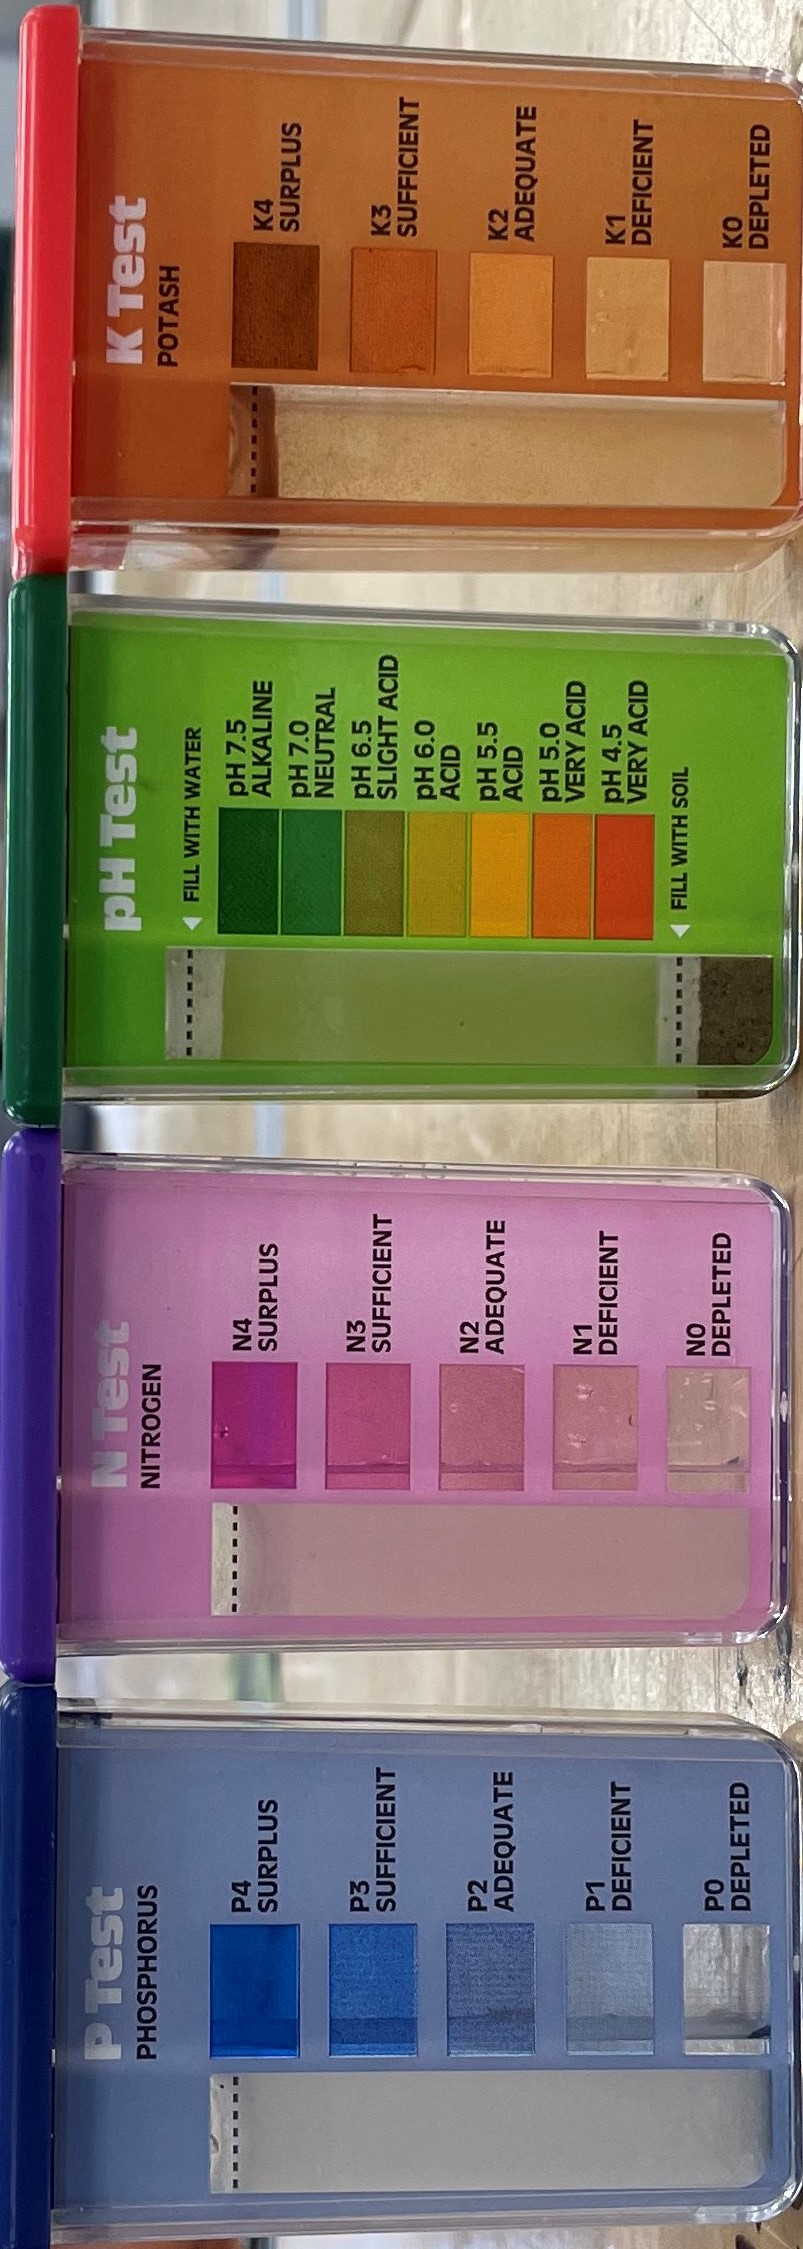 P Test
PHOSPHORUS
P4
SURPLUS
P3
SUFFICIENT
P2
ADEQUATE
P1
DEFICIENT
P0
DEPLETED
N Test
NITROGEN
N4
SURPLUS
N3
SUFFICIENT
N2
ADEQUATE
N1
DEFICIENT
N0
DEPLETED
pH Test
FILL WITH WATER
pH 7.5
ALKALINE
pH 7.0
NEUTRAL
pH 6.5
SLIGHT ACID
pH 6.0
ACID
pH 5.5
ACID
pH 5.0
VERY ACID
pH 4.5
VERY ACID
FILL WITH SOIL
K Test
POTASH
K4
SURPLUS
K3
SUFFICIENT
K2
ADEQUATE
K1
DEFICIENT
K0
DEPLETED